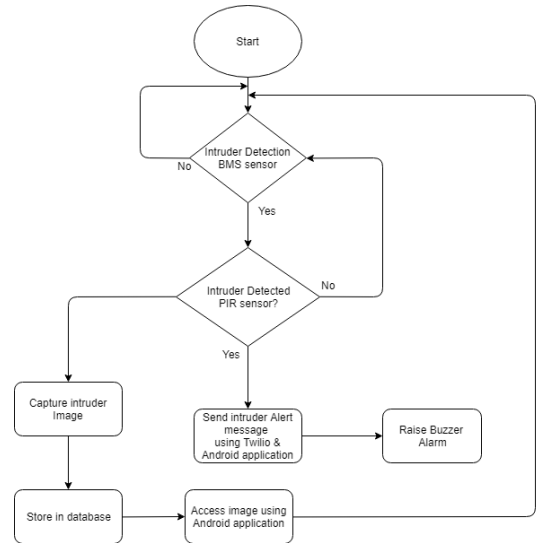 Start
Intruder Detection
BMS sensor
No
Yes
Intruder Detected
PIR sensor?
No
Yes
Capture intruder
Image
Send intruder Alert
message
using Twilio &
Android application
Raise Buzzer
Alarm
Store in database
Access image using
Android application